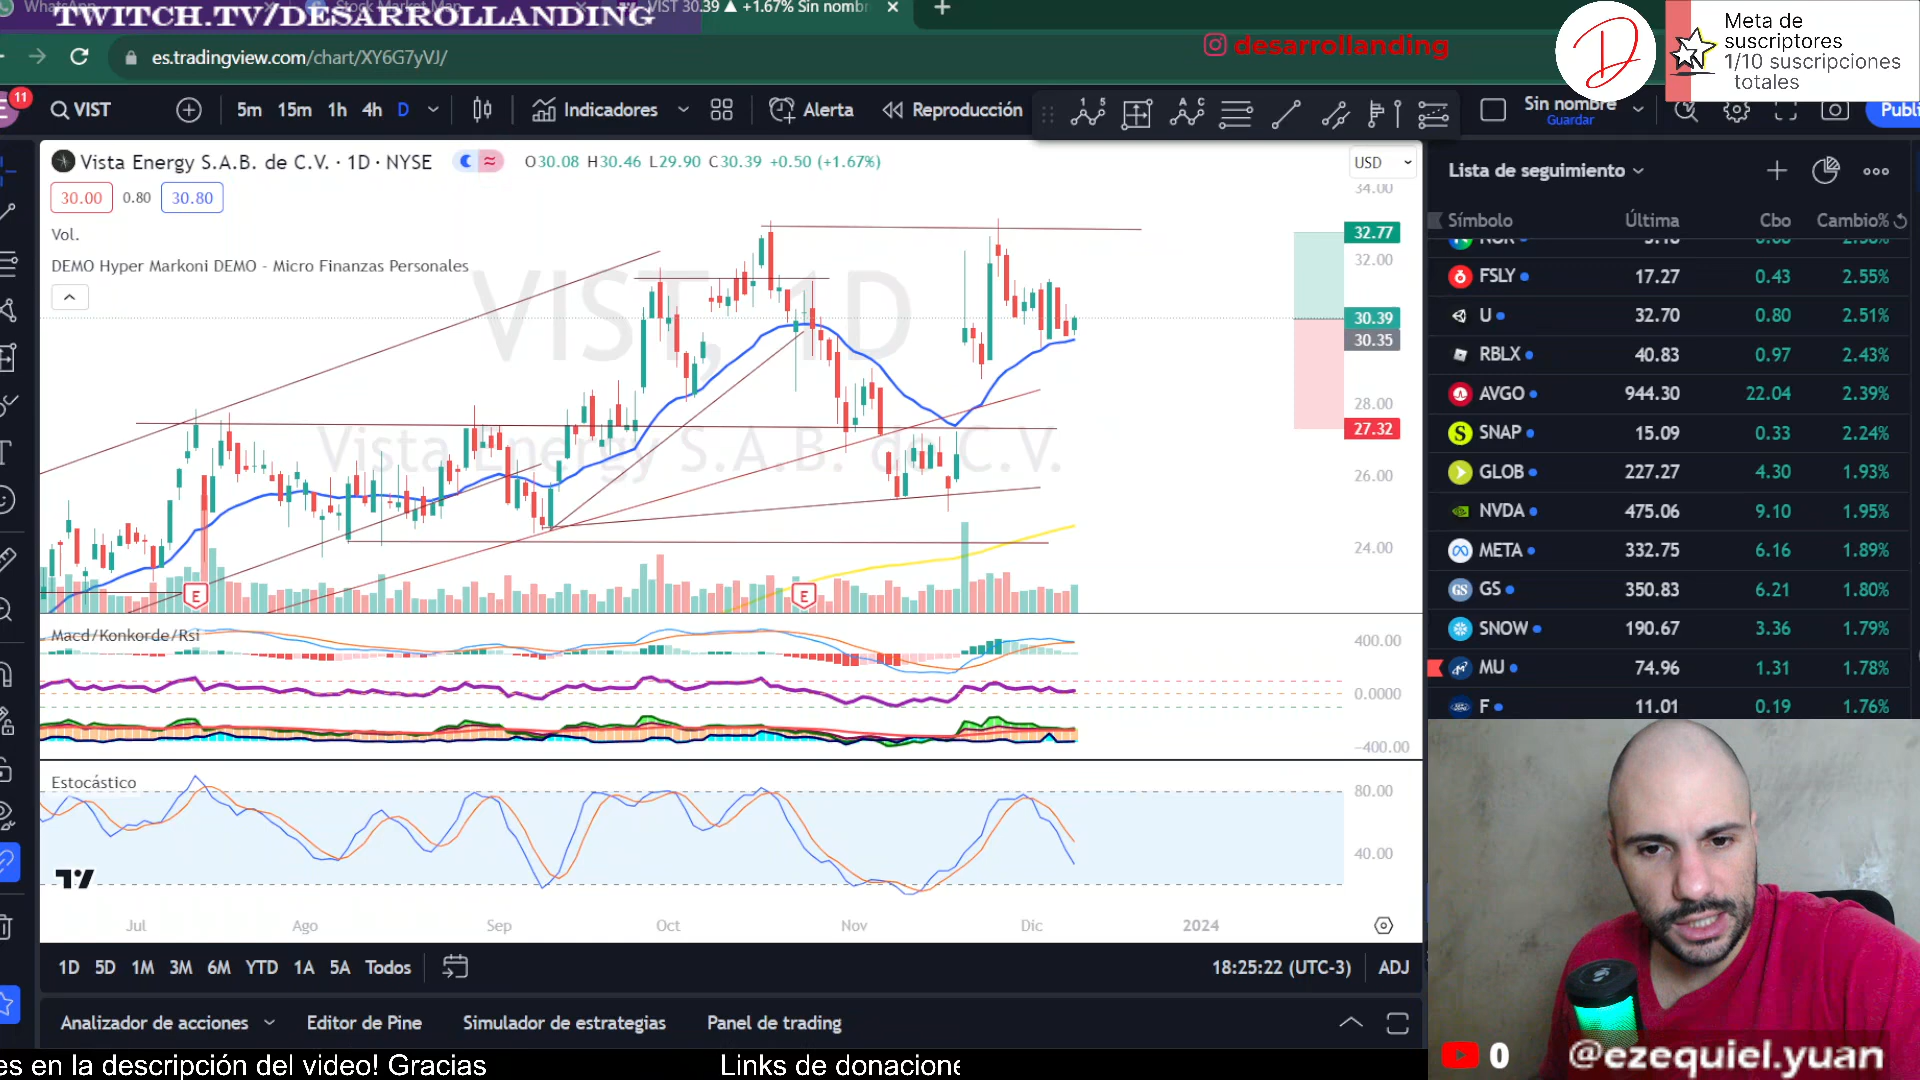 TWITCH.TV/DESARROLLANDING
VIST 30.39 ▲ +1.67% Sin nombr
es.tradingview.com/chart/XY6G7yVJ/
desarrollanding
Meta de
suscriptores
1/10 suscripciones
totales
11
VIST
5m 15m 1h 4h D
Indicadores
Alerta
Reproducción
Sin nombre
Guardar
Publi
Vista Energy S.A.B. de C.V. · 1D · NYSE
O30.08 H30.46 L29.90 C30.39 +0.50 (+1.67%)
USD
30.00 0.80 30.80
Vol.
DEMO Hyper Markoni DEMO - Micro Finanzas Personales
VIST, 1D
Vista Energy S.A.B. de C.V.
34.00
32.77
32.00
30.39
30.35
28.00
27.32
26.00
24.00
E
E
Macd/Konkorde/Rsi
400.00
0.0000
−400.00
Estocástico
80.00
40.00
Jul Ago Sep Oct Nov Dic 2024
1D 5D 1M 3M 6M YTD 1A 5A Todos
18:25:22 (UTC-3) ADJ
Analizador de acciones Editor de Pine Simulador de estrategias Panel de trading
Lista de seguimiento
Símbolo Última Cbo Cambio%
FSLY 17.27 0.43 2.55%
U 32.70 0.80 2.51%
RBLX 40.83 0.97 2.43%
AVGO 944.30 22.04 2.39%
SNAP 15.09 0.33 2.24%
GLOB 227.27 4.30 1.93%
NVDA 475.06 9.10 1.95%
META 332.75 6.16 1.89%
GS 350.83 6.21 1.80%
SNOW 190.67 3.36 1.79%
MU 74.96 1.31 1.78%
F 11.01 0.19 1.76%
0 @ezequiel.yuan
es en la descripción del video! Gracias
Links de donacione